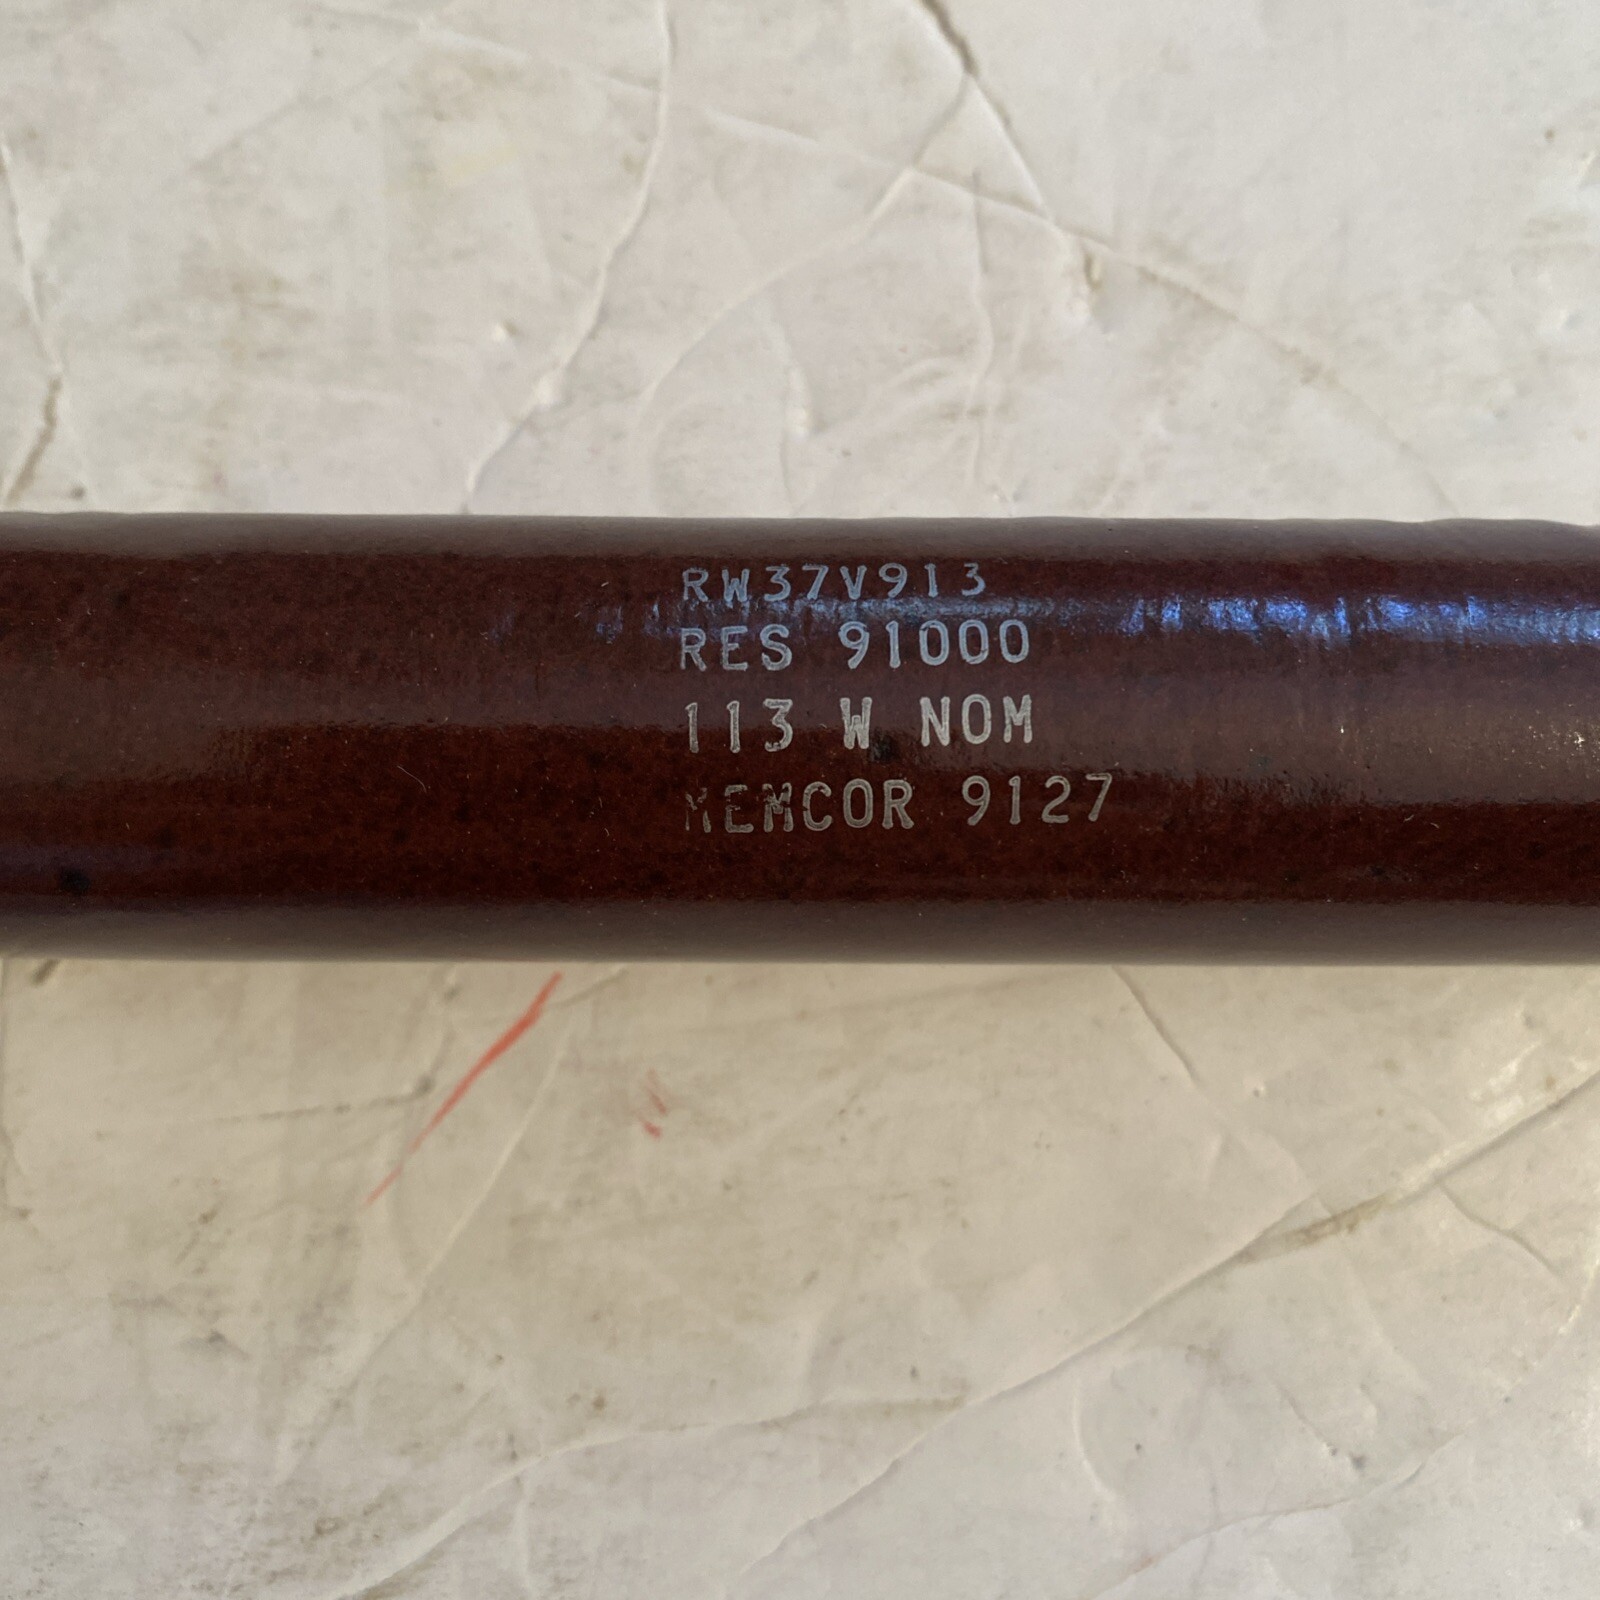 RW37V913
RES 91000
113 W NOM
MEMCOR 9127